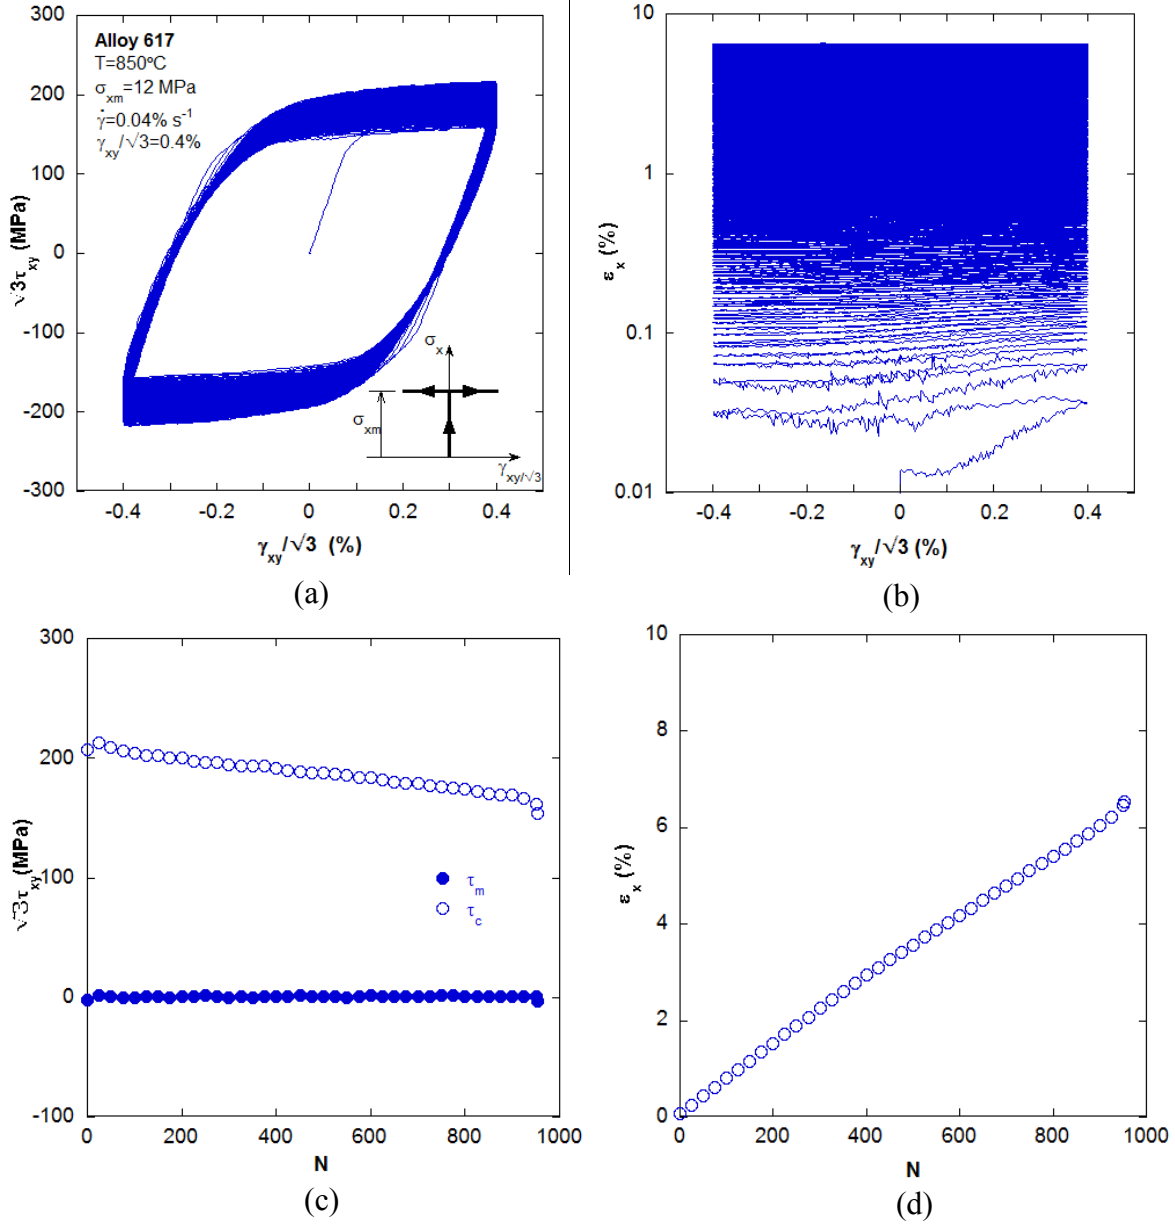 300
200
100
0
-100
-200
-300
√3τxy (MPa)
Alloy 617
T=850ºC
σxm=12 MPa
γ̇=0.04% s⁻¹
γxy/√3=0.4%
σx
σxm
γxy/√3
-0.4 -0.2 0 0.2 0.4
γxy/√3 (%)
(a)
10
1
0.1
0.01
εx (%)
-0.4 -0.2 0 0.2 0.4
γxy/√3 (%)
(b)
300
200
100
0
-100
√3τxy(MPa)
τm
τc
0 200 400 600 800 1000
N
(c)
10
8
6
4
2
0
εx (%)
0 200 400 600 800 1000
N
(d)